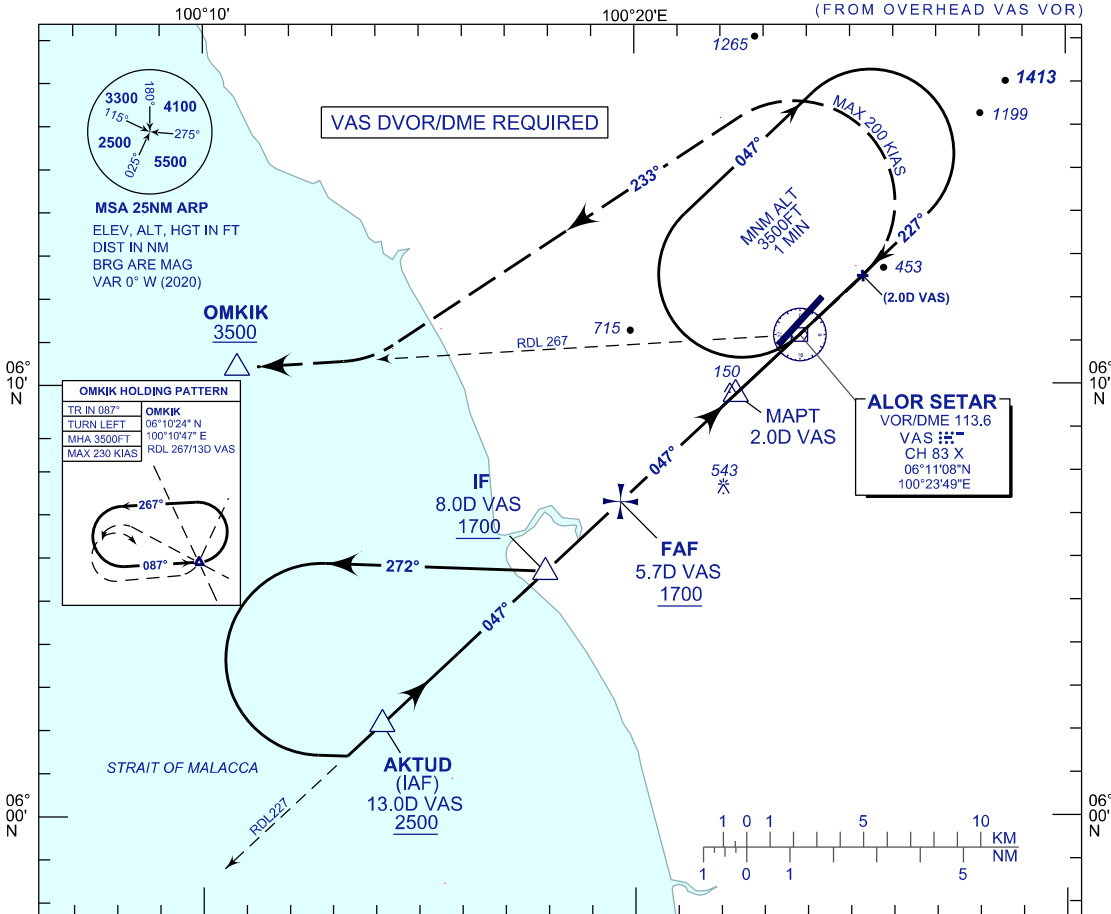 100°10'
100°20'E
(FROM OVERHEAD VAS VOR)
1265
1413
1199
3300
180°
4100
115°
275°
2500
025°
5500
VAS DVOR/DME REQUIRED
MAX 200 KIAS
047°
233°
MSA 25NM ARP
ELEV, ALT, HGT IN FT
DIST IN NM
BRG ARE MAG
VAR 0° W (2020)
MNM ALT
3500FT
1 MIN
227°
453
(2.0D VAS)
OMKIK
3500
715
RDL 267
06°
10'
N
06°
10'
N
OMKIK HOLDING PATTERN
TR IN 087°
TURN LEFT
MHA 3500FT
MAX 230 KIAS
OMKIK
06°10'24" N
100°10'47" E
RDL 267/13D VAS
267°
087°
150
MAPT
2.0D VAS
ALOR SETAR
VOR/DME 113.6
VAS
CH 83 X
06°11'08"N
100°23'49"E
047°
543
IF
8.0D VAS
1700
FAF
5.7D VAS
1700
272°
047°
STRAIT OF MALACCA
AKTUD
(IAF)
13.0D VAS
2500
RDL227
06°
00'
N
06°
00'
N
1 0 1 5 10
KM
NM
1 0 1 5